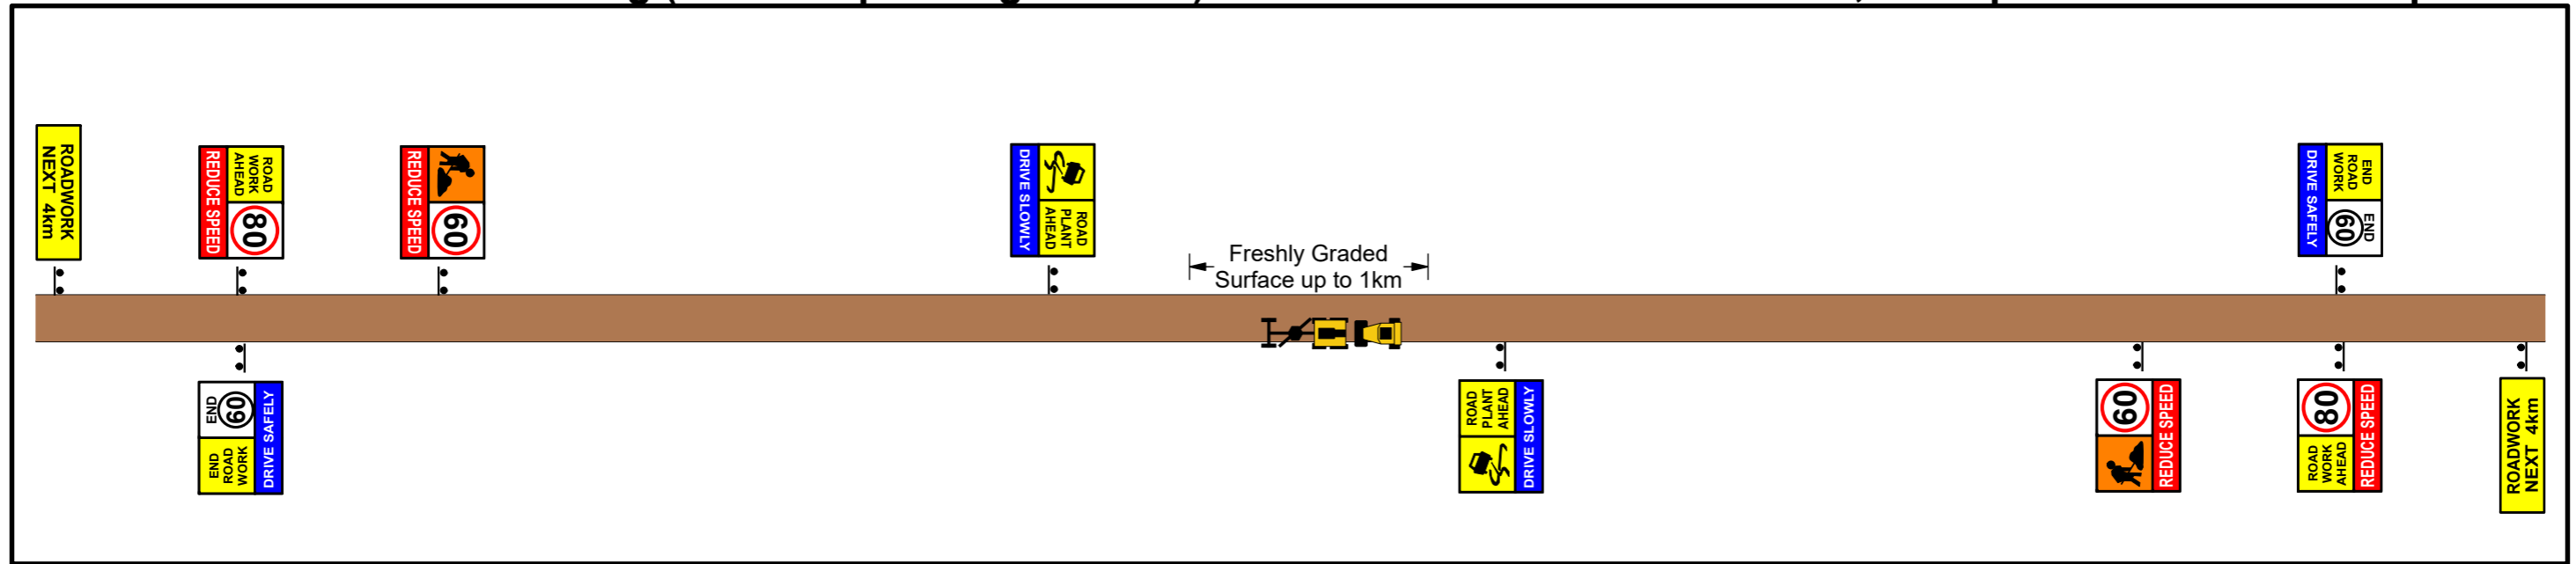 ROADWORK
NEXT 4km
ROAD
WORK
AHEAD
80
REDUCE SPEED
60
REDUCE SPEED
ROAD
PLANT
AHEAD
DRIVE SLOWLY
END
ROAD
WORK
END
60
DRIVE SAFELY
Freshly Graded
Surface up to 1km
END
60
END
ROAD
WORK
DRIVE SAFELY
ROAD
PLANT
AHEAD
DRIVE SLOWLY
60
REDUCE SPEED
80
ROAD
WORK
AHEAD
REDUCE SPEED
ROADWORK
NEXT 4km